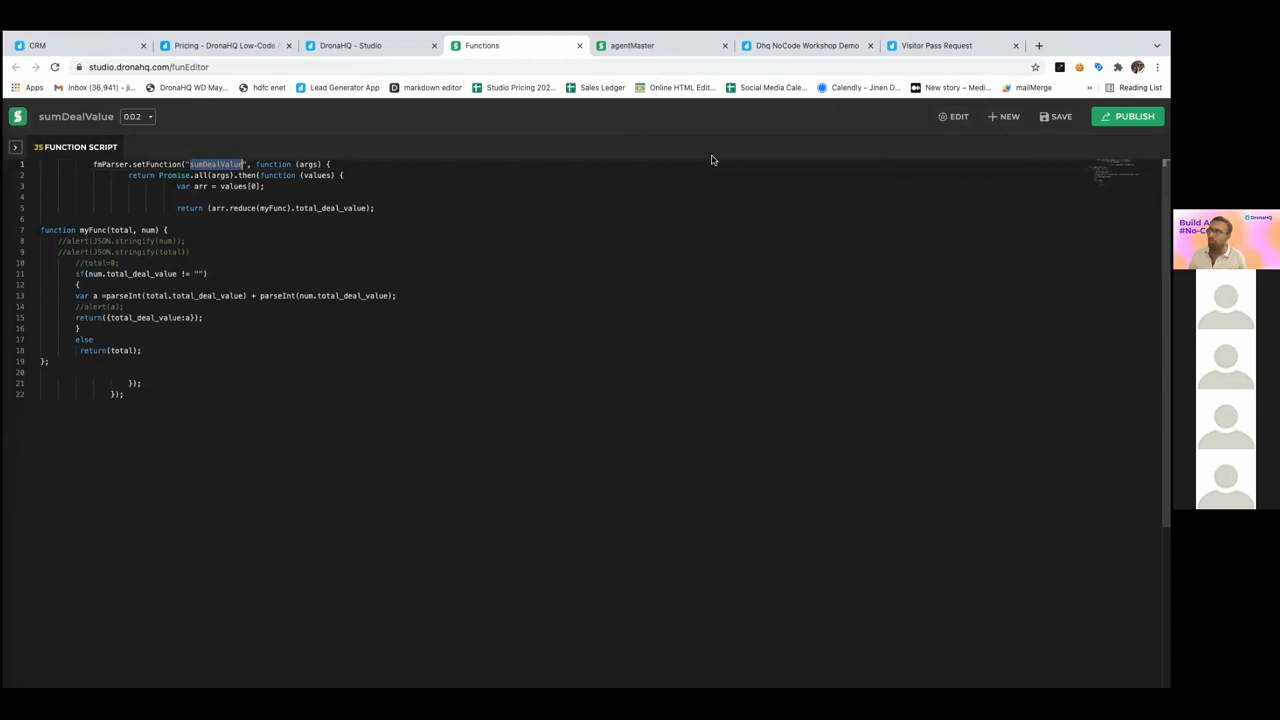 CRM
Pricing - DronaHQ Low-Code
DronaHQ - Studio
Functions
agentMaster
Dhq NoCode Workshop Demo
Visitor Pass Request
studio.dronahq.com/funEditor
Apps
Inbox (36,941) - ji...
DronaHQ WD May...
hdfc enet
Lead Generator App
markdown editor
Studio Pricing 202...
Sales Ledger
Online HTML Edit...
Social Media Cale...
Calendly - Jinen D...
New story – Medi...
mailMerge
Reading List
sumDealValue
0.0.2
EDIT
NEW
SAVE
PUBLISH
JS FUNCTION SCRIPT
1 fmParser.setFunction("sumDealValue", function (args) {
2 return Promise.all(args).then(function (values) {
3 var arr = values[0];
4
5 return (arr.reduce(myFunc).total_deal_value);
6
7 function myFunc(total, num) {
8 //alert(JSON.stringify(num));
9 //alert(JSON.stringify(total))
10 //total=0;
11 if(num.total_deal_value != "")
12 {
13 var a =parseInt(total.total_deal_value) + parseInt(num.total_deal_value);
14 //alert(a);
15 return({total_deal_value:a});
16 }
17 else
18 return(total);
19 };
20
21 });
22 });
Build A
DronaHQ